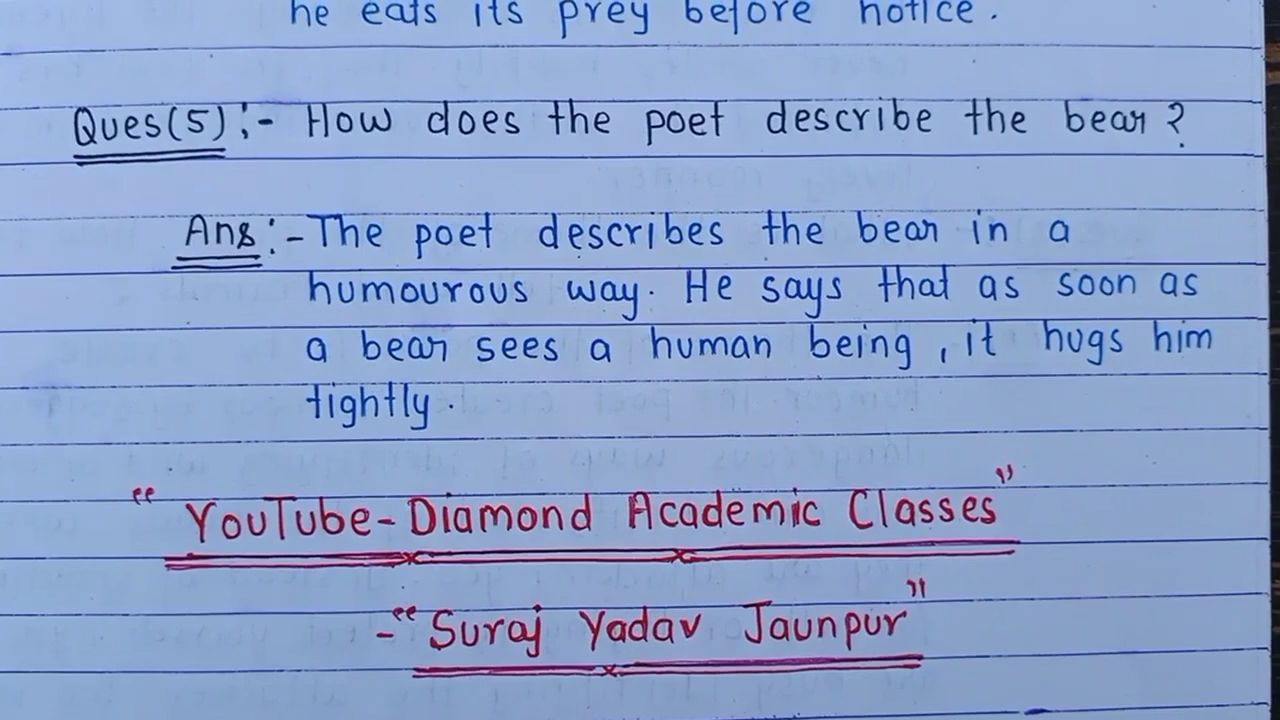 he eats its prey before notice.
Ques(5):- How does the poet describe the bear?
Ans:- The poet describes the bear in a
humourous way. He says that as soon as
a bear sees a human being, it hugs him
tightly.
"YouTube-Diamond Academic Classes"
-"Suraj Yadav Jaunpur"